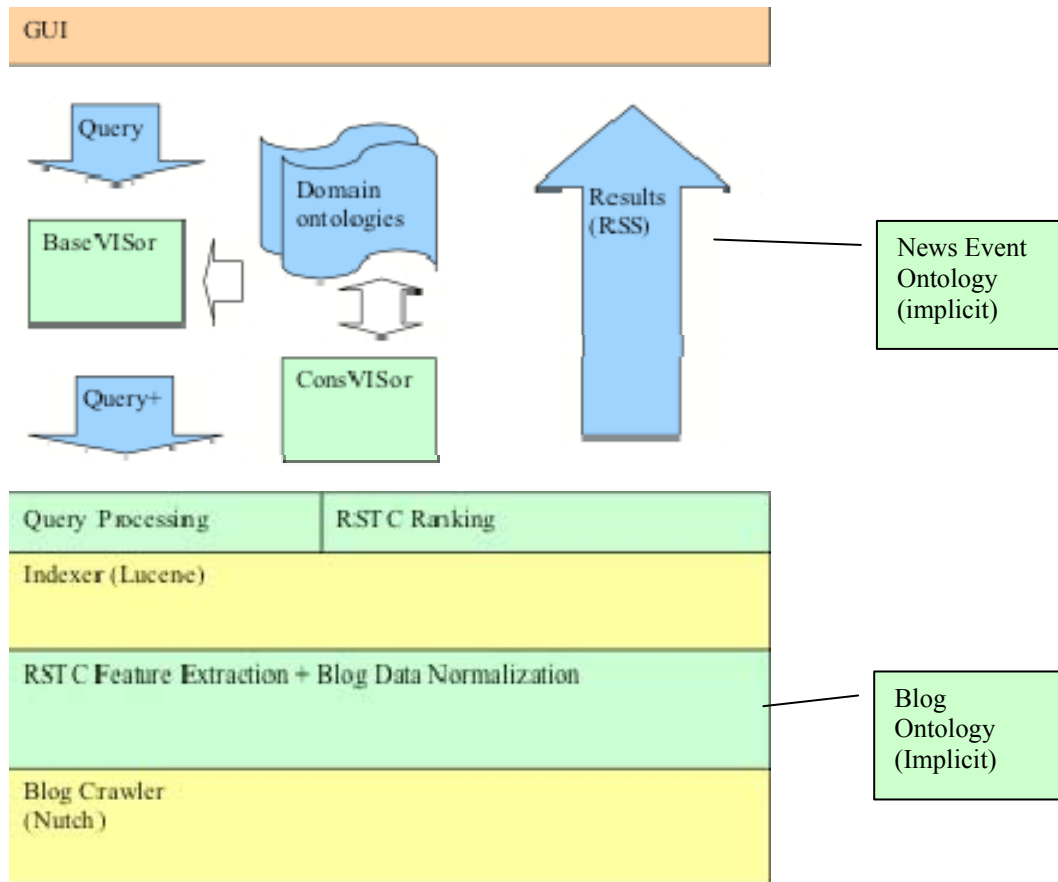 GUI
Query
Domain
ontologies
Results
(RSS)
BaseVISor
News Event
Ontology
(implicit)
Query+
ConsVISor
Query Processing
RSTC Ranking
Indexer (Lucene)
RSTC Feature Extraction + Blog Data Normalization
Blog
Ontology
(Implicit)
Blog Crawler
(Nutch)